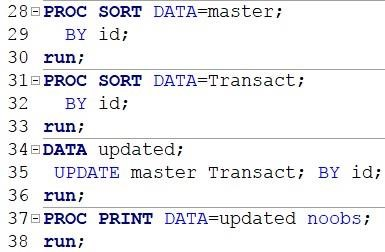 28 PROC SORT DATA=master;
29 BY id;
30 run;
31 PROC SORT DATA=Transact;
32 BY id;
33 run;
34 DATA updated;
35 UPDATE master Transact; BY id;
36 run;
37 PROC PRINT DATA=updated noobs;
38 run;